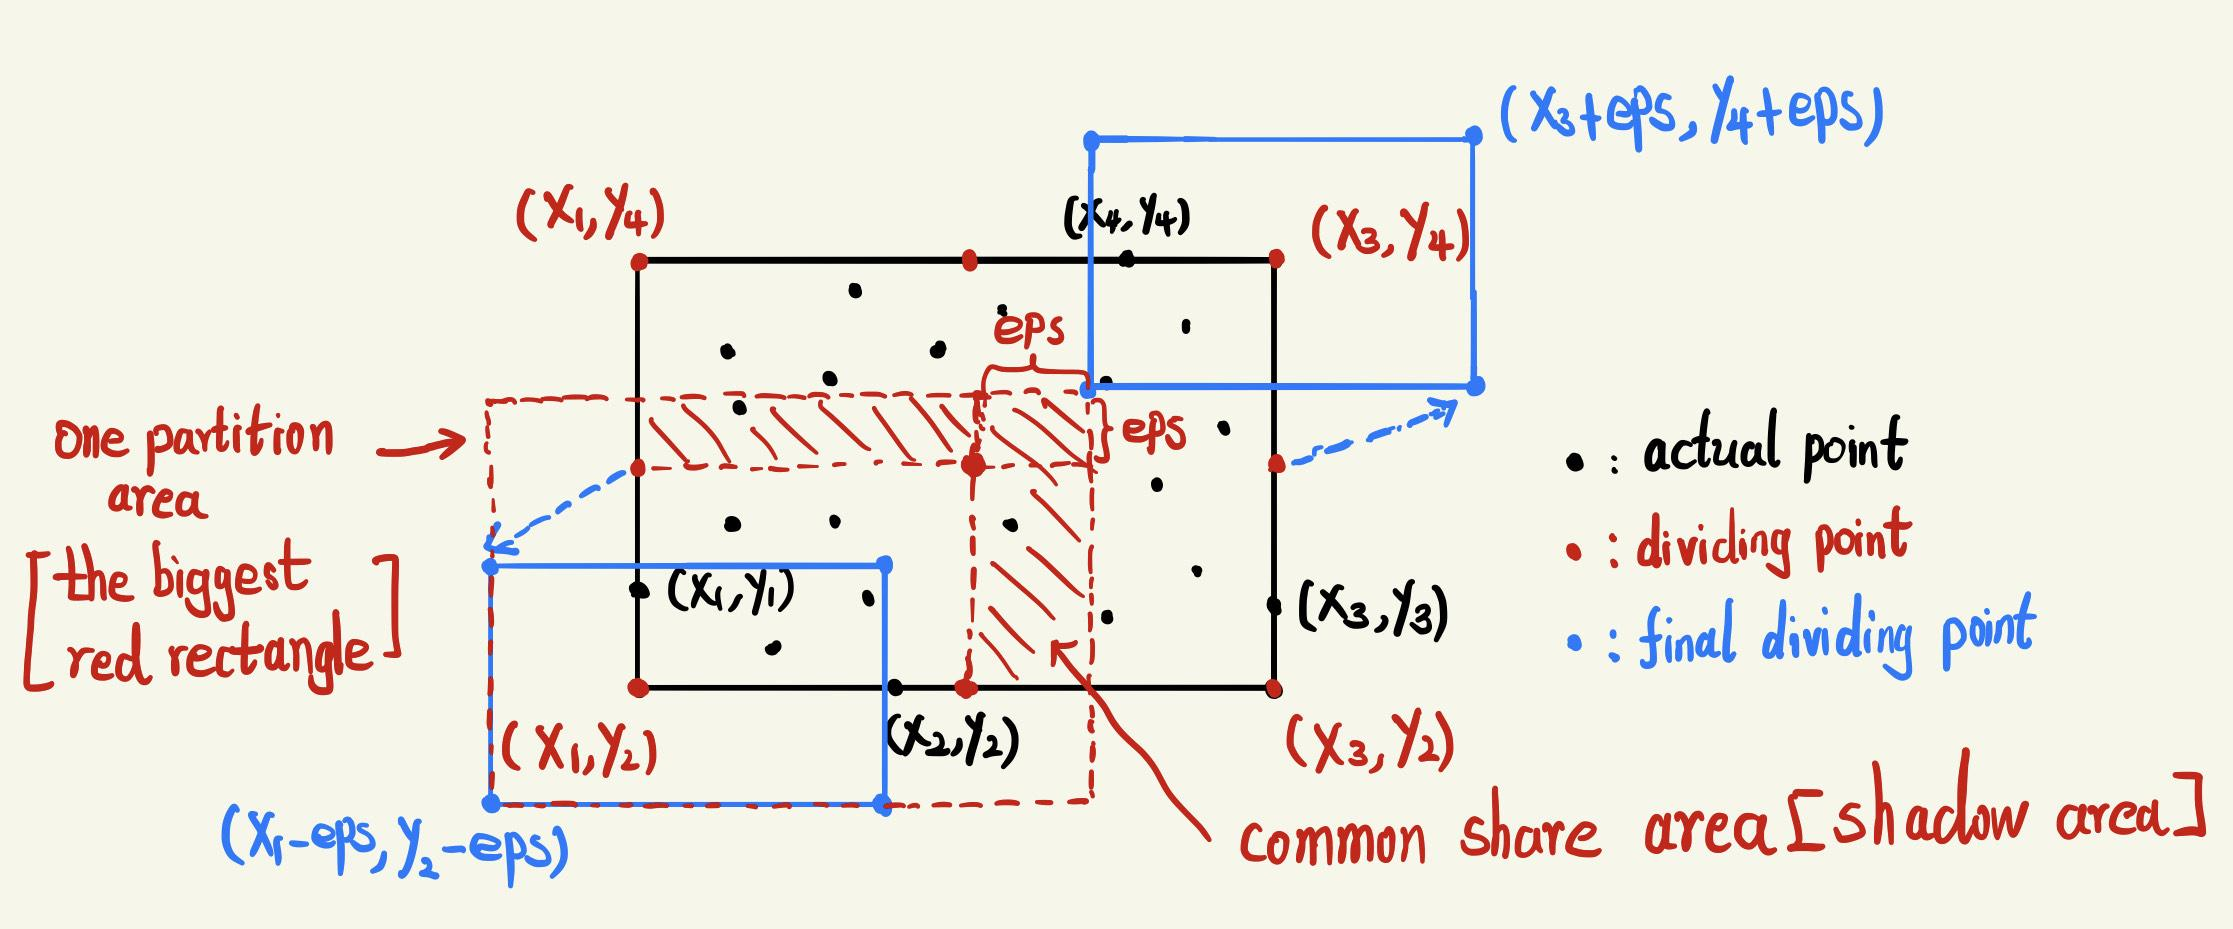 (X3+eps, Y4+eps)
(X1, Y4)
(X4, Y4)
(X3, Y4)
eps
eps
one partition
area
[the biggest
red rectangle]
• : actual point
• : dividing point
• : final dividing point
(X1, Y1)
(X3, Y3)
(X1, Y2)
(X2, Y2)
(X3, Y2)
(X1-eps, Y2-eps)
common share area [shadow area]